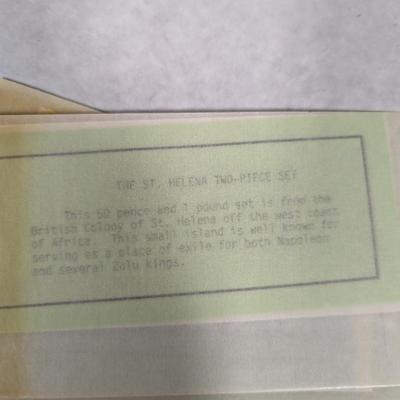 THE ST. HELENA TWO-PIECE SET
This 50 pence and 1 pound set is from the
British Colony of St. Helena off the west coast
of Africa. This small island is well known for
serving as a place of exile for both Napoleon
and several Zulu kings.